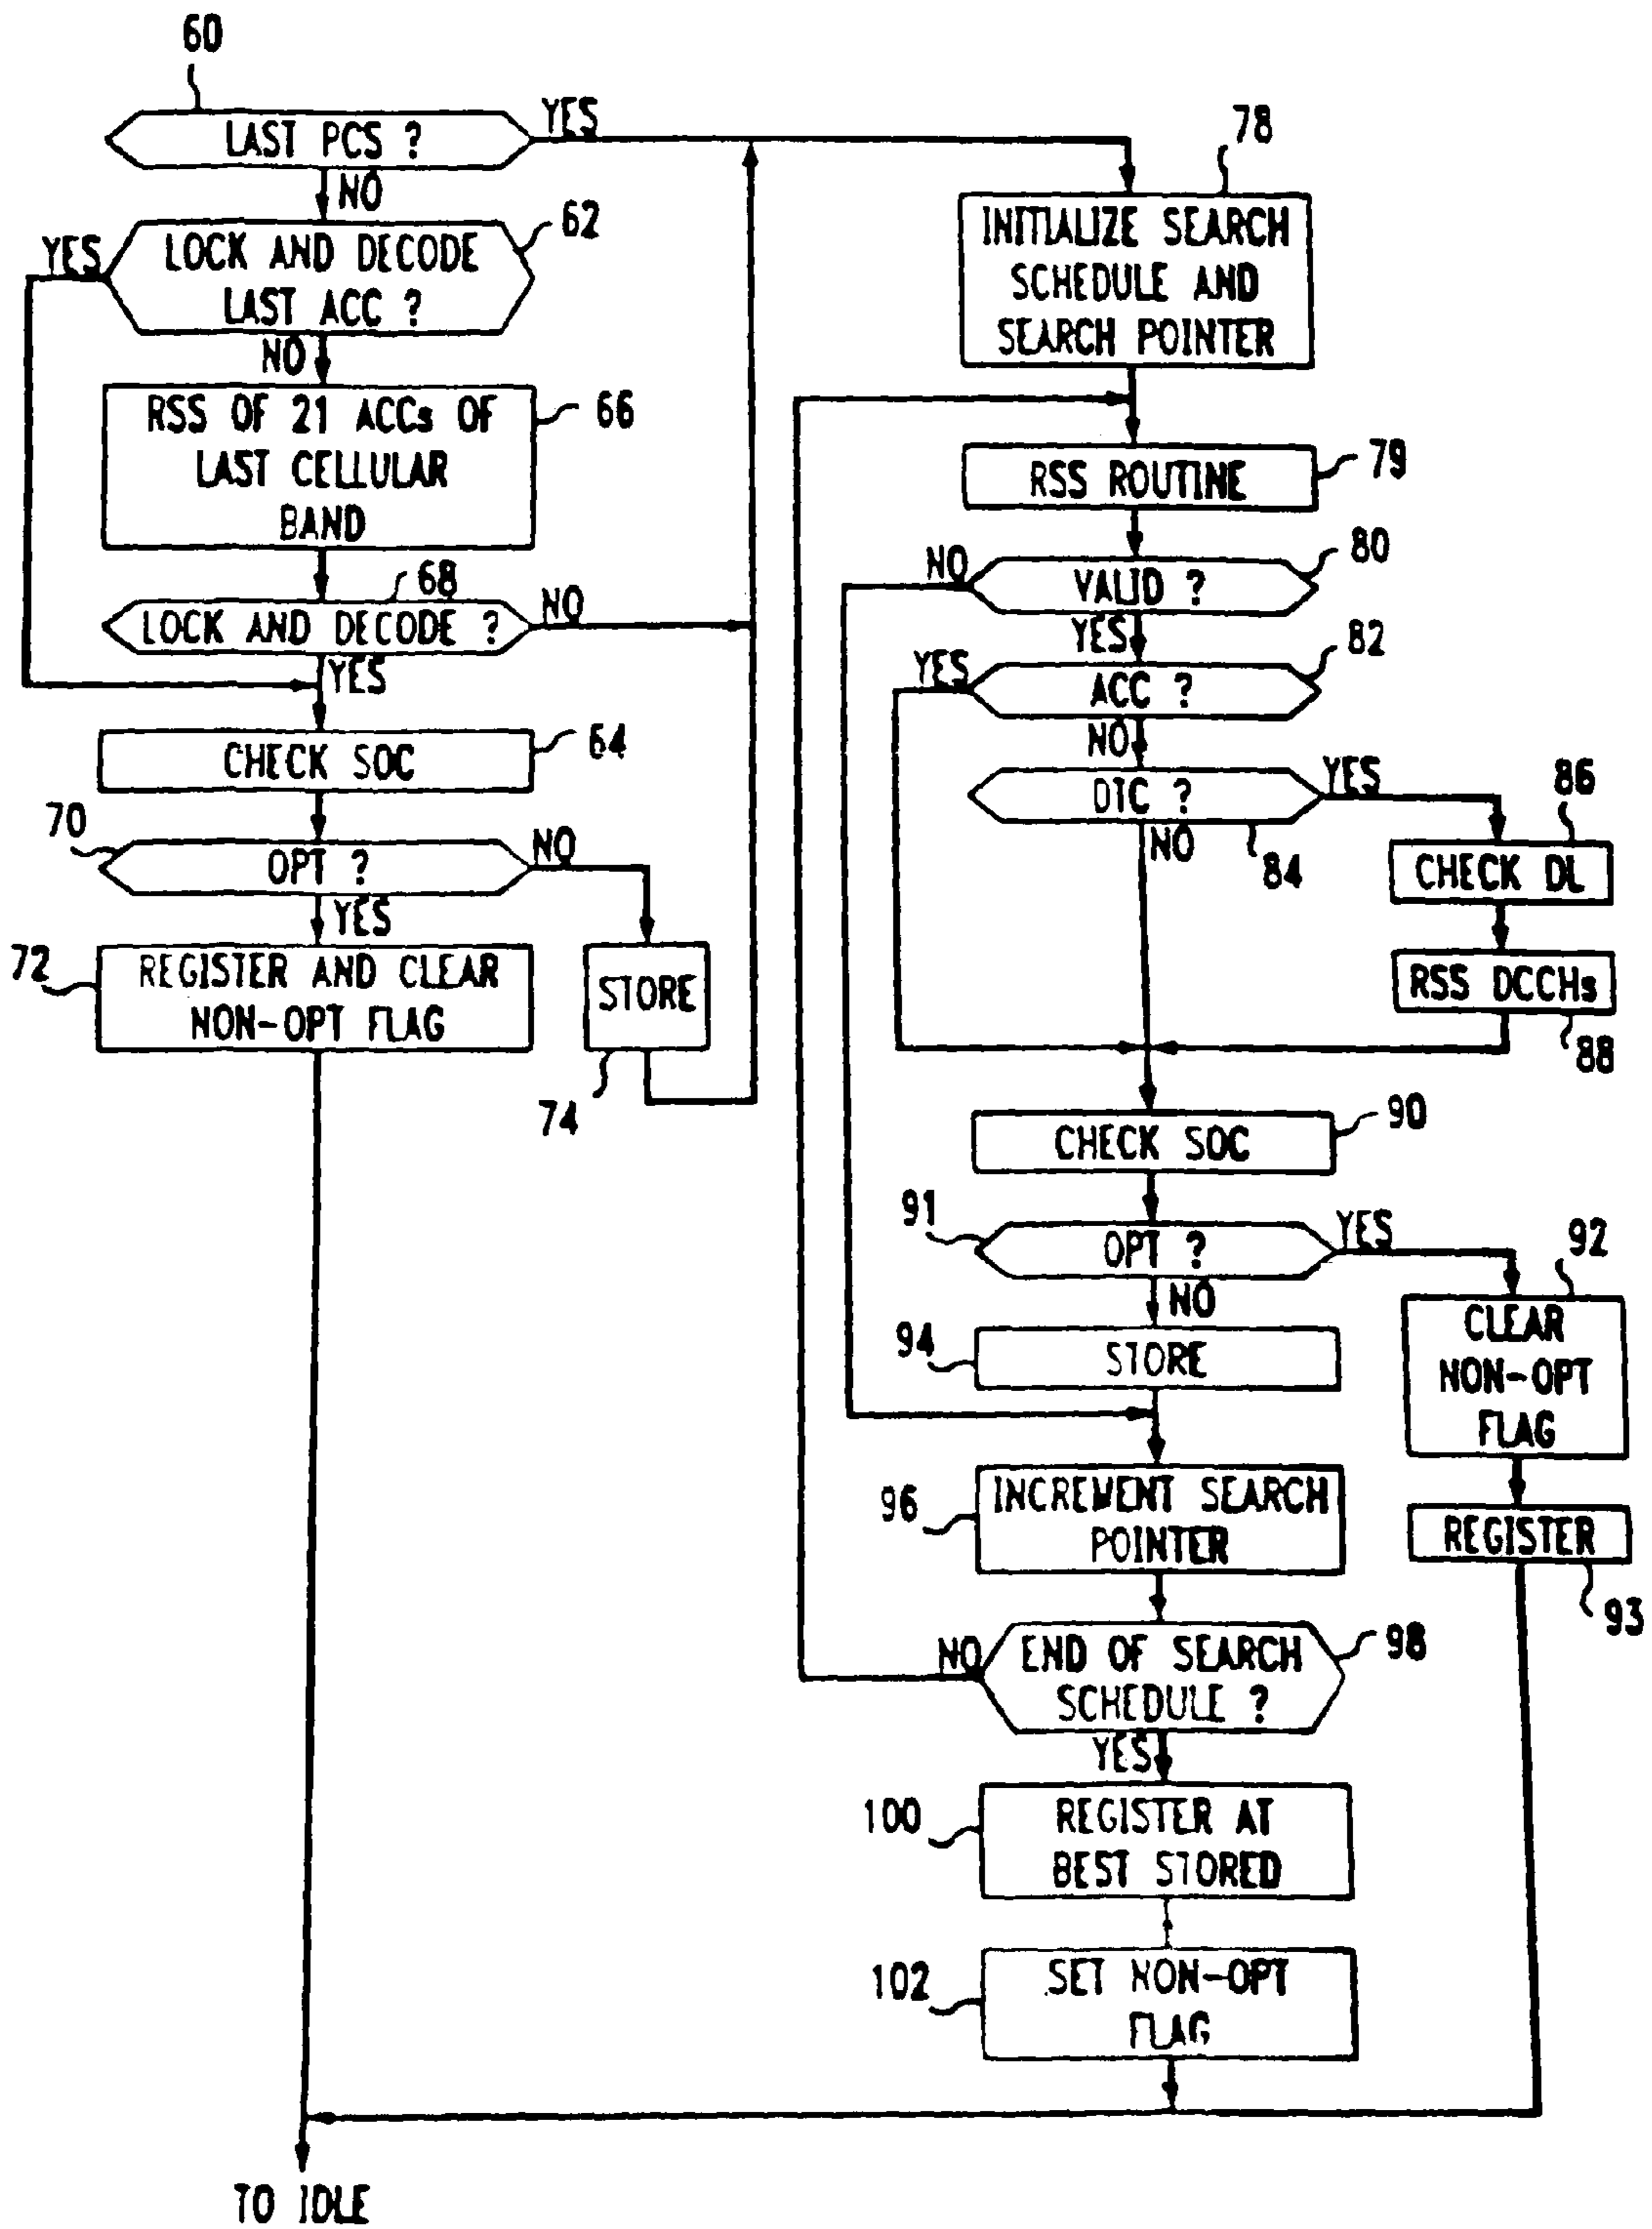 60
LAST PCS ?
YES
NO
62
YES
LOCK AND DECODE
LAST ACC ?
NO
RSS OF 21 ACCs OF
LAST CELLULAR
BAND
66
68
LOCK AND DECODE ?
NO
YES
CHECK SOC
64
70
OPT ?
NO
YES
72
REGISTER AND CLEAR
NON-OPT FLAG
STORE
74
78
INITIALIZE SEARCH
SCHEDULE AND
SEARCH POINTER
RSS ROUTINE
79
NO
VALID ?
80
YES
YES
ACC ?
82
NO
DTC ?
YES
84
NO
86
CHECK DL
RSS DCCHs
88
CHECK SOC
90
91
OPT ?
YES
NO
92
CLEAR
NON-OPT
FLAG
94
STORE
96
INCREMENT SEARCH
POINTER
REGISTER
93
NO
END OF SEARCH
SCHEDULE ?
98
YES
100
REGISTER AT
BEST STORED
102
SET NON-OPT
FLAG
TO IDLE